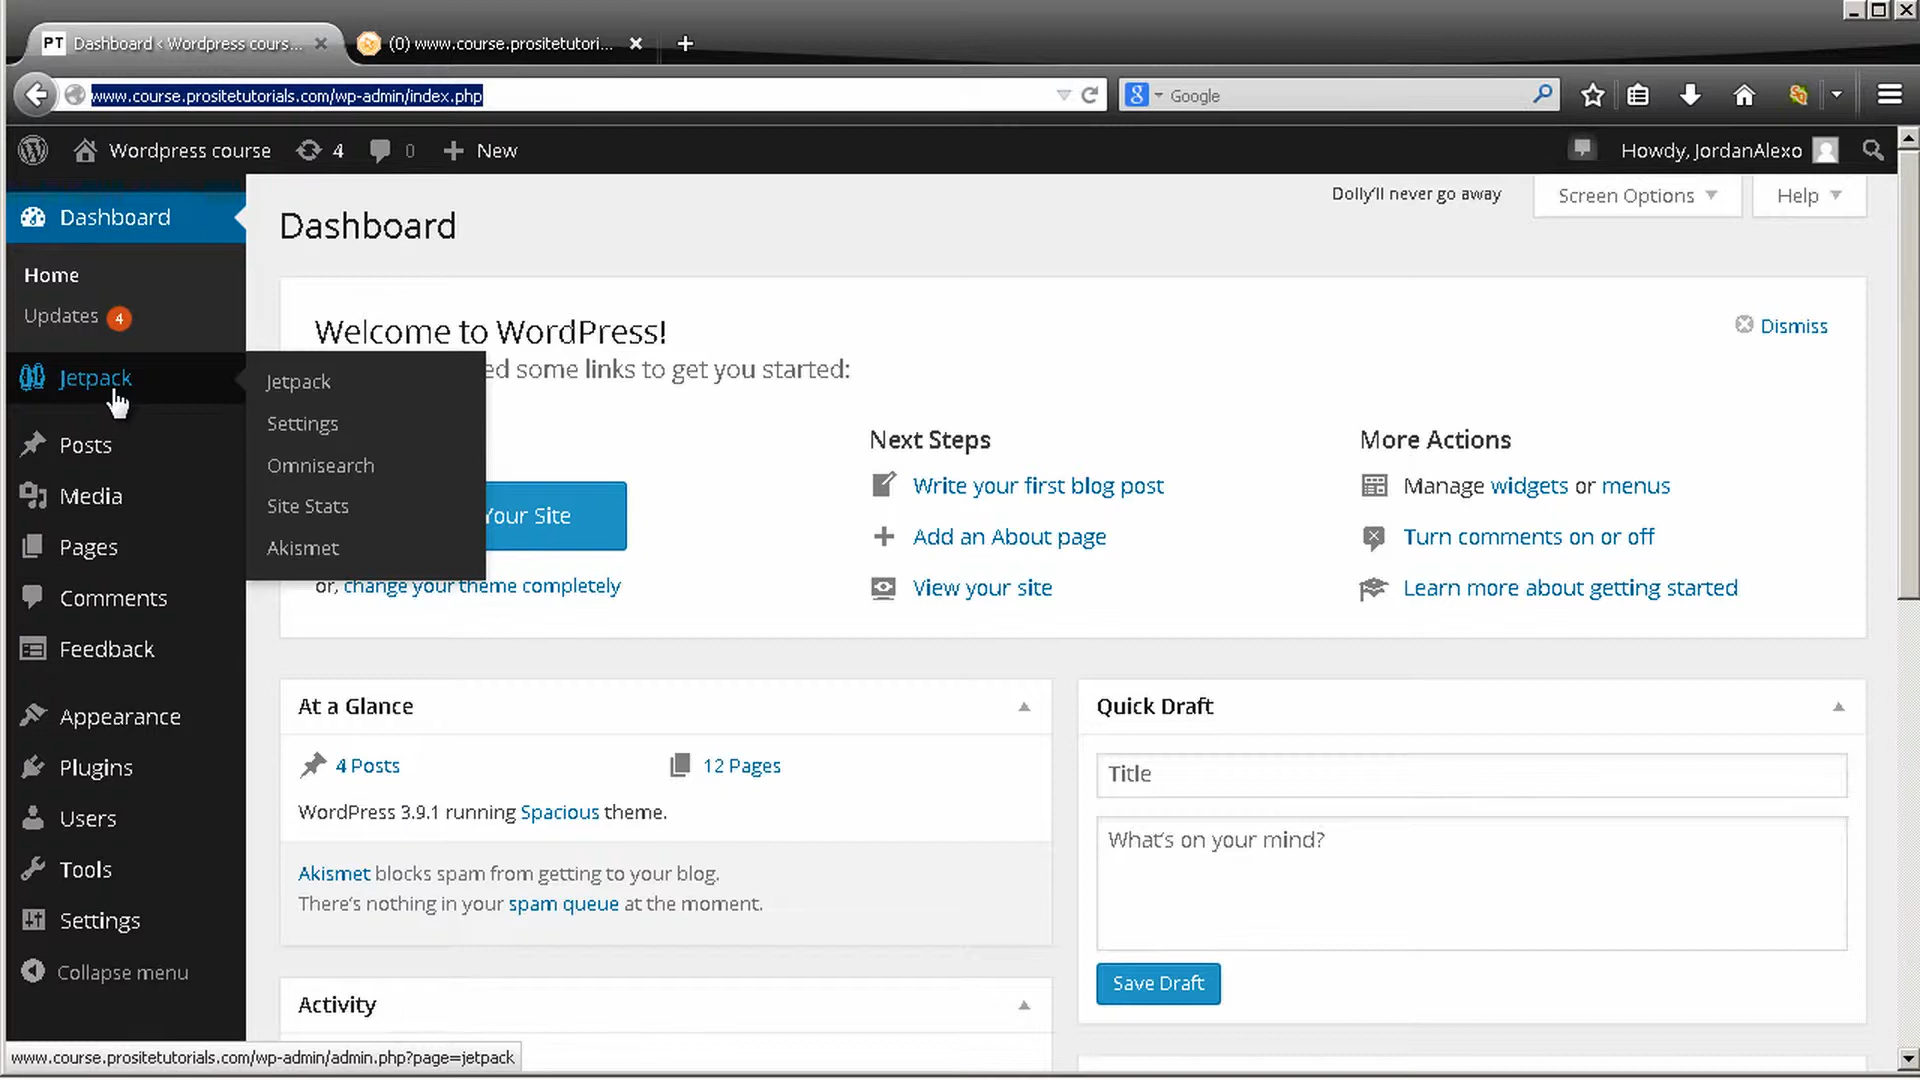 PT Dashboard < Wordpress cours...
(0) www.course.prositetutori...
www.course.prositetutorials.com/wp-admin/index.php
Google
Wordpress course 4 0 New
Howdy, JordanAlexo
Dashboard
Home
Updates 4
Jetpack
Posts
Media
Pages
Comments
Feedback
Appearance
Plugins
Users
Tools
Settings
Collapse menu
Jetpack
Settings
Omnisearch
Site Stats
Akismet
Dolly'll never go away
Screen Options
Help
Dashboard
Welcome to WordPress!
Dismiss
ed some links to get you started:
Your Site
or, change your theme completely
Next Steps
Write your first blog post
Add an About page
View your site
More Actions
Manage widgets or menus
Turn comments on or off
Learn more about getting started
At a Glance
4 Posts
12 Pages
WordPress 3.9.1 running Spacious theme.
Akismet blocks spam from getting to your blog.
There's nothing in your spam queue at the moment.
Activity
Quick Draft
Title
What's on your mind?
Save Draft
www.course.prositetutorials.com/wp-admin/admin.php?page=jetpack